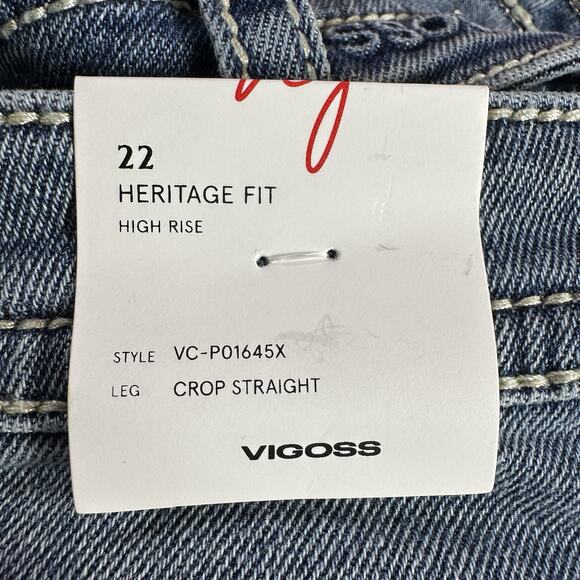 22
HERITAGE FIT
HIGH RISE
STYLE VC-P01645X
LEG CROP STRAIGHT
VIGOSS